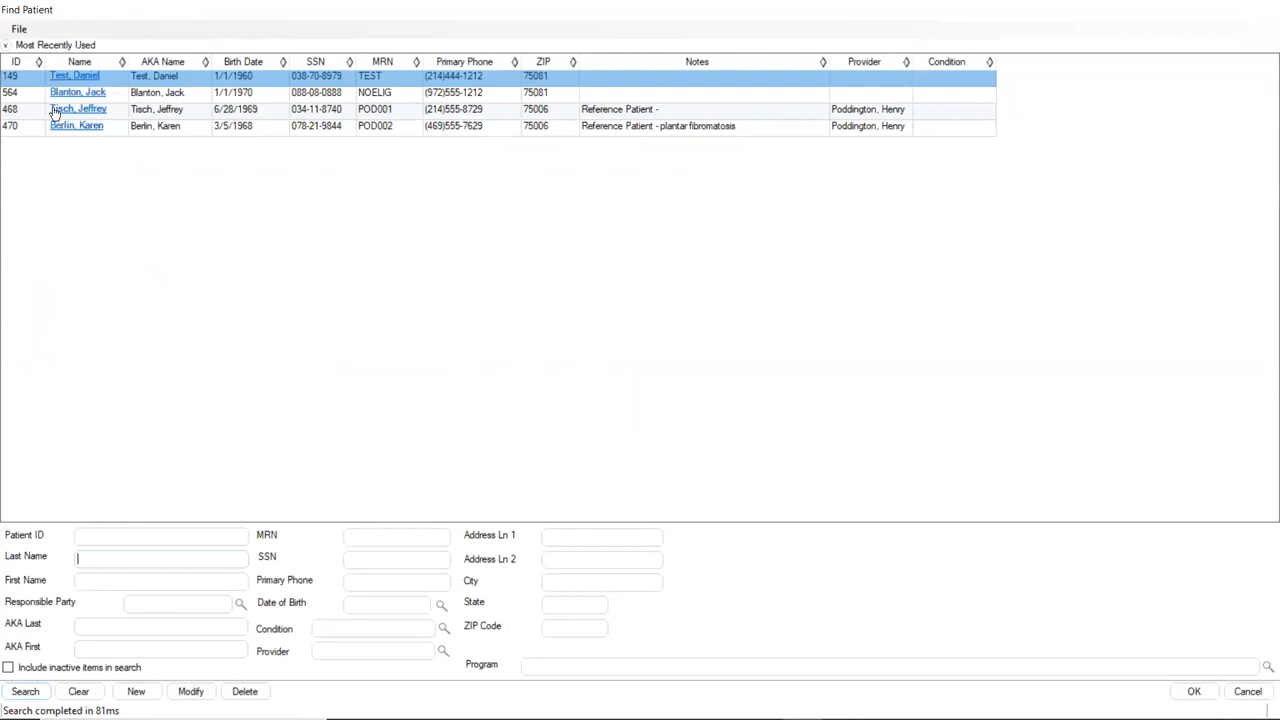 Find Patient
File
Most Recently Used
ID Name AKA Name Birth Date SSN MRN Primary Phone ZIP Notes Provider Condition
149 Test, Daniel Test, Daniel 1/1/1960 038-70-8979 TEST (214)444-1212 75081
564 Blanton, Jack Blanton, Jack 1/1/1970 088-08-0888 NOELIG (972)555-1212 75081
468 Tisch, Jeffrey Tisch, Jeffrey 6/28/1969 034-11-8740 POD001 (214)555-8729 75006 Reference Patient - Poddington, Henry
470 Berlin, Karen Berlin, Karen 3/5/1968 078-21-9844 POD002 (469)555-7629 75006 Reference Patient - plantar fibromatosis Poddington, Henry
Patient ID MRN Address Ln 1
Last Name SSN Address Ln 2
First Name Primary Phone City
Responsible Party Date of Birth State
AKA Last Condition ZIP Code
AKA First Provider
Include inactive items in search Program
Search Clear New Modify Delete OK Cancel
Search completed in 81ms